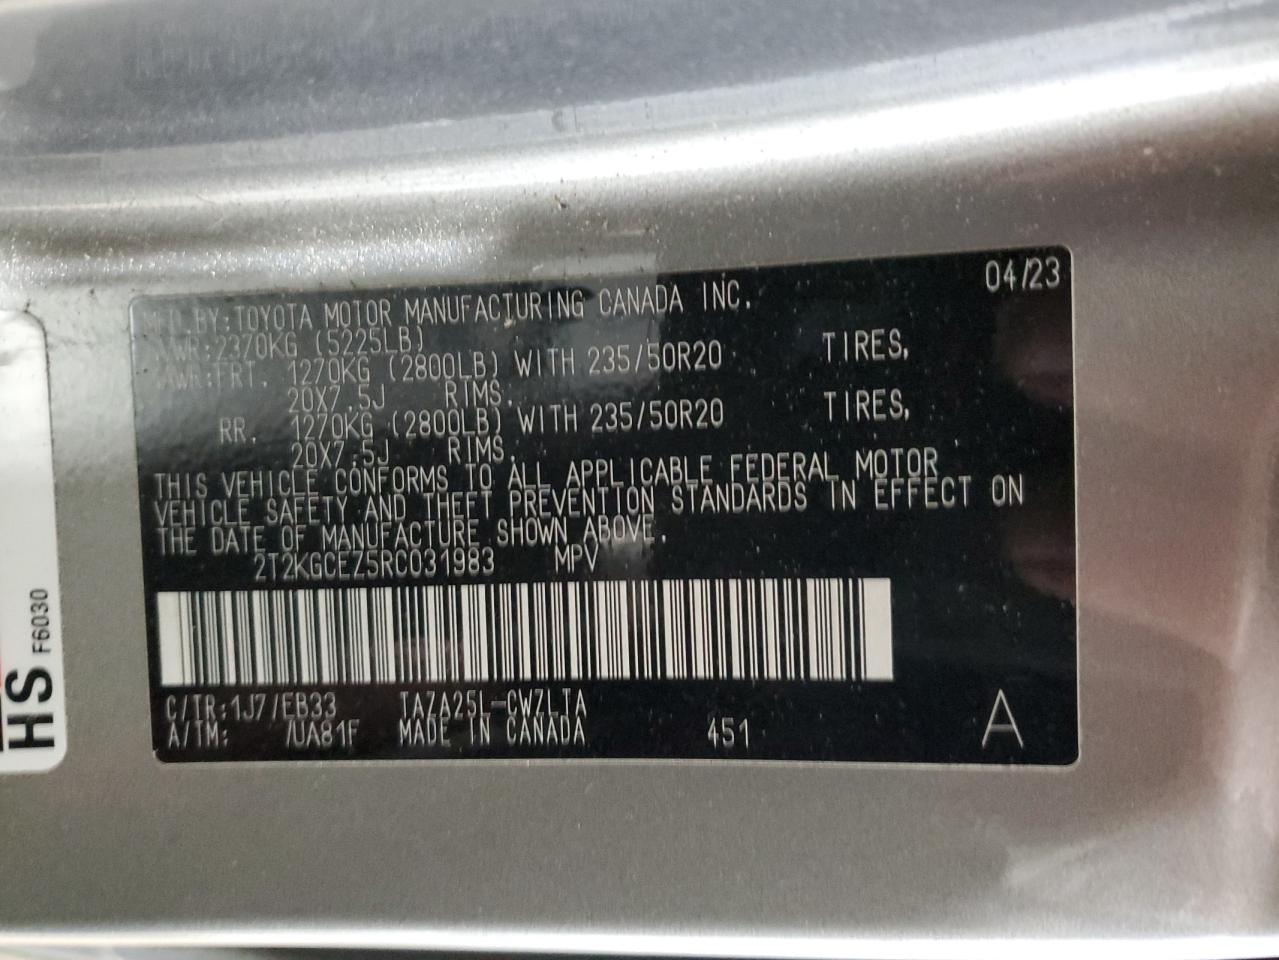 04/23
MFD.BY:TOYOTA MOTOR MANUFACTURING CANADA INC.
GVWR:2370KG (5225LB)
GAWR:FRT. 1270KG (2800LB) WITH 235/50R20 TIRES,
20X7.5J RIMS.
RR. 1270KG (2800LB) WITH 235/50R20 TIRES,
20X7.5J RIMS.
THIS VEHICLE CONFORMS TO ALL APPLICABLE FEDERAL MOTOR
VEHICLE SAFETY AND THEFT PREVENTION STANDARDS IN EFFECT ON
THE DATE OF MANUFACTURE SHOWN ABOVE.
2T2KGCEZ5RC031983 MPV
C/TR:1J7/EB33 TAZA25L-CWZLTA
A/TM: /UA81F MADE IN CANADA 451 A
HS F6030